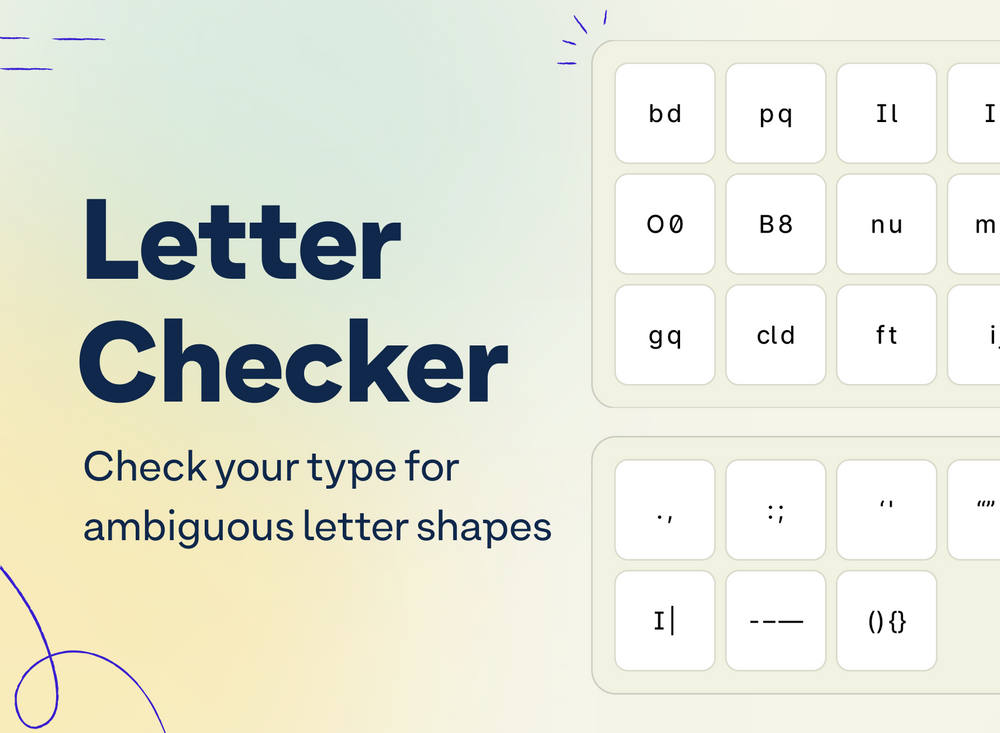 Letter
Checker
Check your type for
ambiguous letter shapes
bd
pq
Il
I
O0
B8
nu
m
gq
cld
ft
i
.,
:;
‘'
“”
I|
-–—
(){}